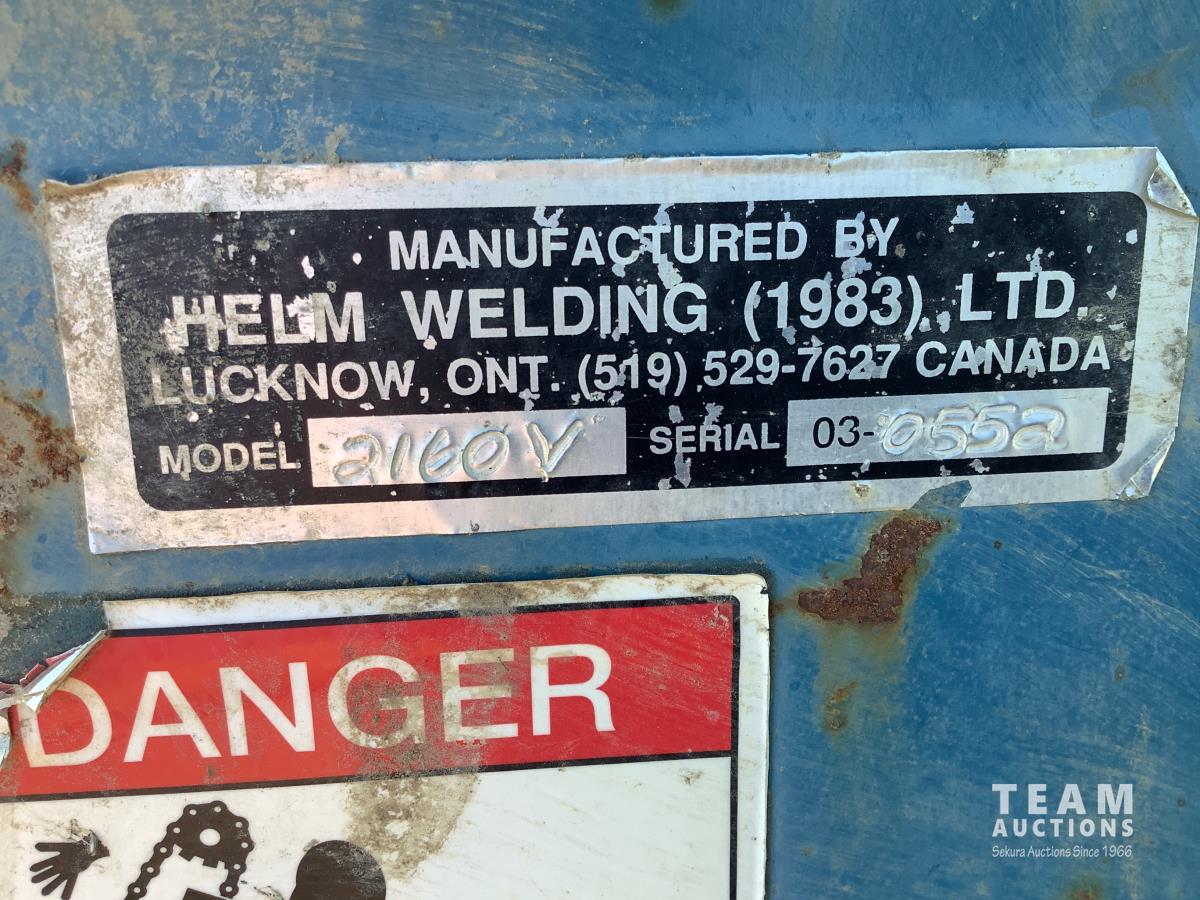 MANUFACTURED BY
HELM WELDING (1983) LTD.
LUCKNOW, ONT. (519) 529-7627 CANADA
MODEL 2160V SERIAL 03-0552
DANGER
TEAM
AUCTIONS
Sekura Auctions Since 1966